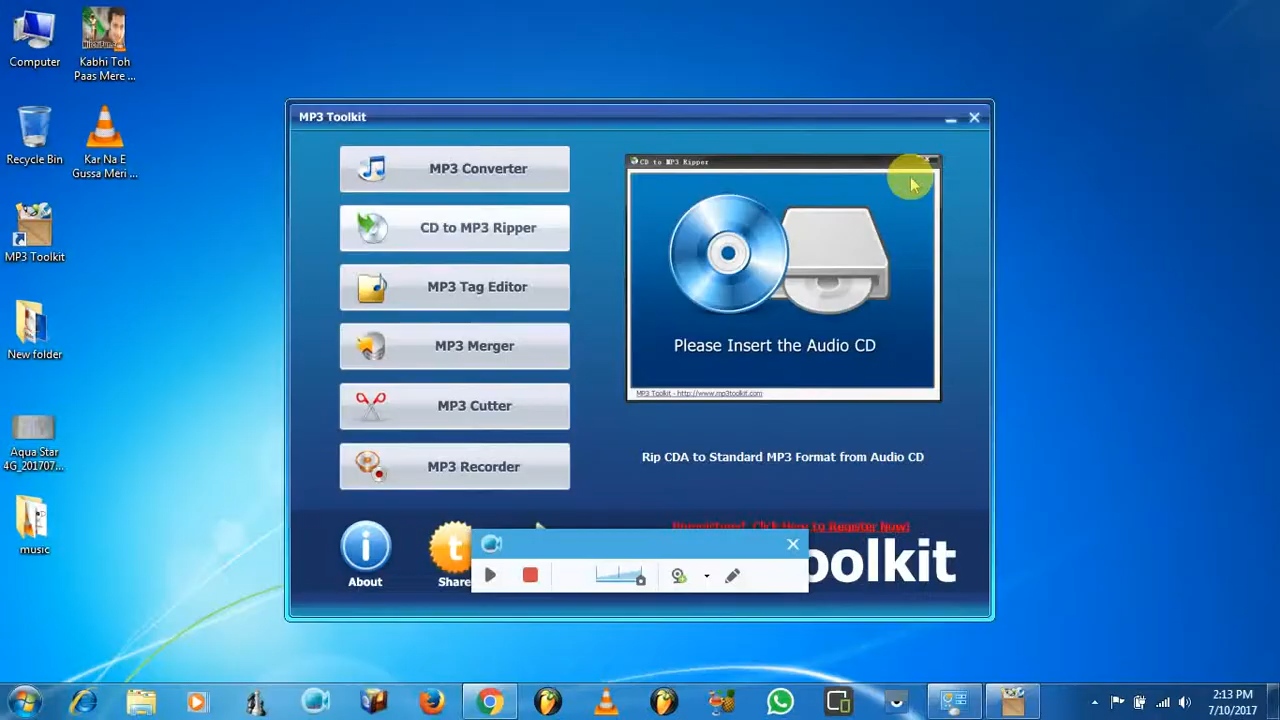 Computer
Kabhi Toh
Paas Mere ...
Recycle Bin
Kar Na E
Gussa Meri ...
MP3 Toolkit
New folder
Aqua Star
4G_201707...
music
MP3 Toolkit
MP3 Converter
CD to MP3 Ripper
MP3 Tag Editor
MP3 Merger
MP3 Cutter
MP3 Recorder
CD to MP3 Ripper
Please Insert the Audio CD
MP3 Toolkit - http://www.mp3toolkit.com
Rip CDA to Standard MP3 Format from Audio CD
Click Here to Register Now!
oolkit
About
Share
2:13 PM
7/10/2017